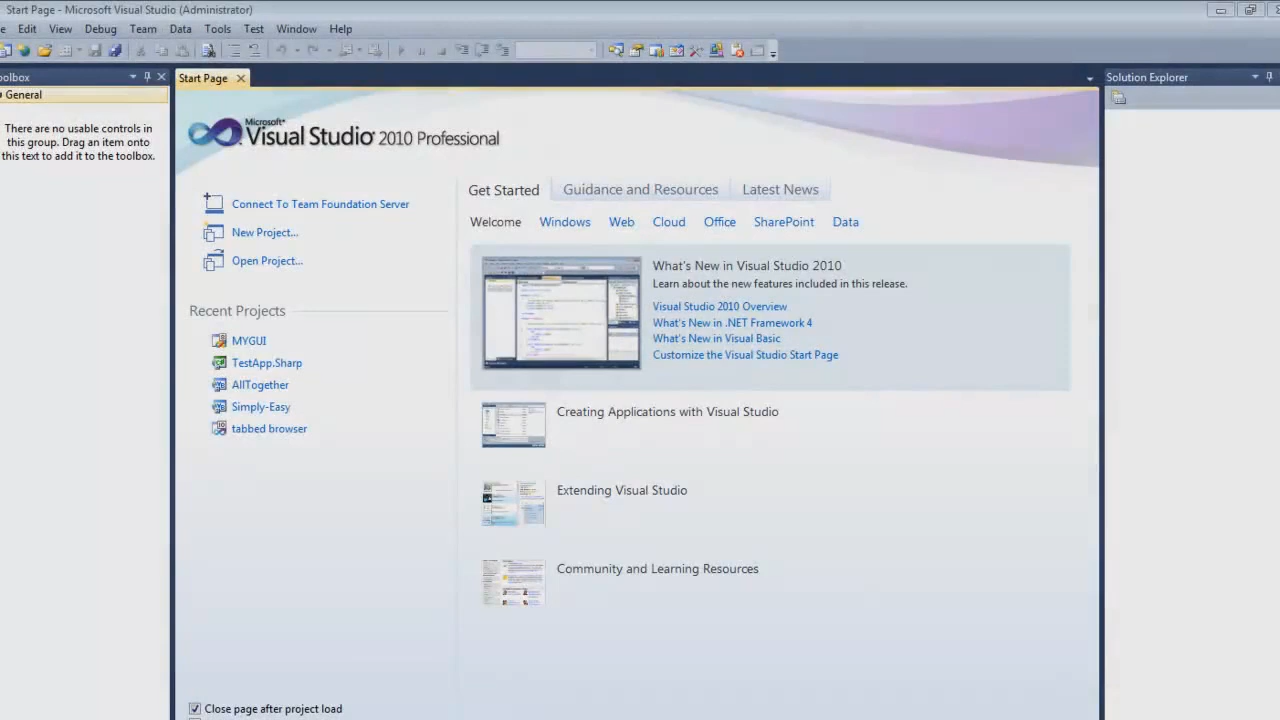 Start Page - Microsoft Visual Studio (Administrator)
Edit View Debug Team Data Tools Test Window Help
oolbox
Start Page
Solution Explorer
General
There are no usable controls in
this group. Drag an item onto
this text to add it to the toolbox.
Microsoft®
Visual Studio® 2010 Professional
Connect To Team Foundation Server
New Project...
Open Project...
Recent Projects
MYGUI
TestApp.Sharp
AllTogether
Simply-Easy
tabbed browser
Get Started Guidance and Resources Latest News
Welcome Windows Web Cloud Office SharePoint Data
What's New in Visual Studio 2010
Learn about the new features included in this release.
Visual Studio 2010 Overview
What's New in .NET Framework 4
What's New in Visual Basic
Customize the Visual Studio Start Page
Creating Applications with Visual Studio
Extending Visual Studio
Community and Learning Resources
Close page after project load